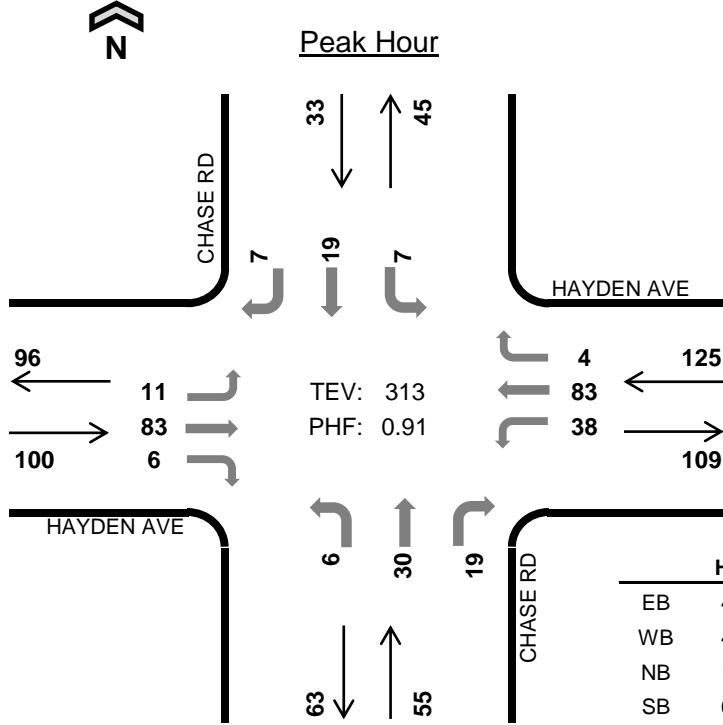 N
Peak Hour
33
45
CHASE RD
7
19
7
HAYDEN AVE
96
11
83
6
100
TEV: 313
PHF: 0.91
4
83
38
125
109
HAYDEN AVE
6
30
19
CHASE RD
63
55
EB
WB
NB
SB